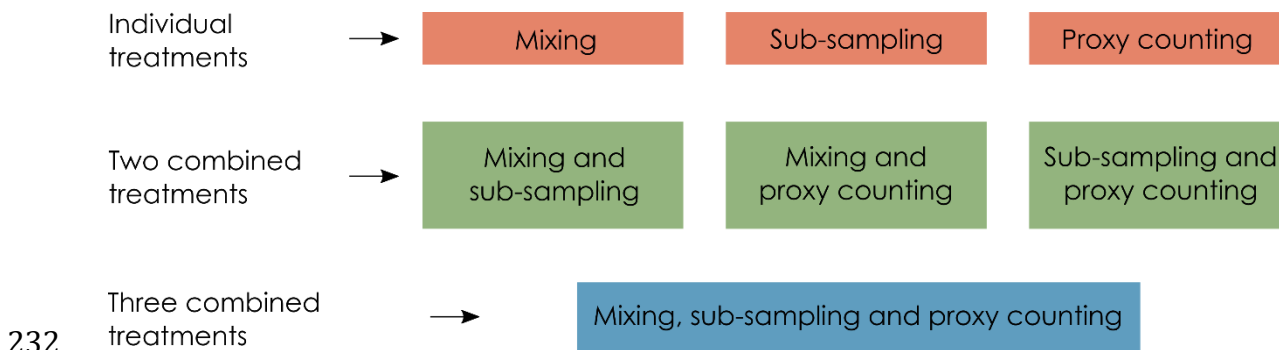 Individual
treatments
Mixing
Sub-sampling
Proxy counting
Two combined
treatments
Mixing and
sub-sampling
Mixing and
proxy counting
Sub-sampling and
proxy counting
Three combined
treatments
Mixing, sub-sampling and proxy counting
232